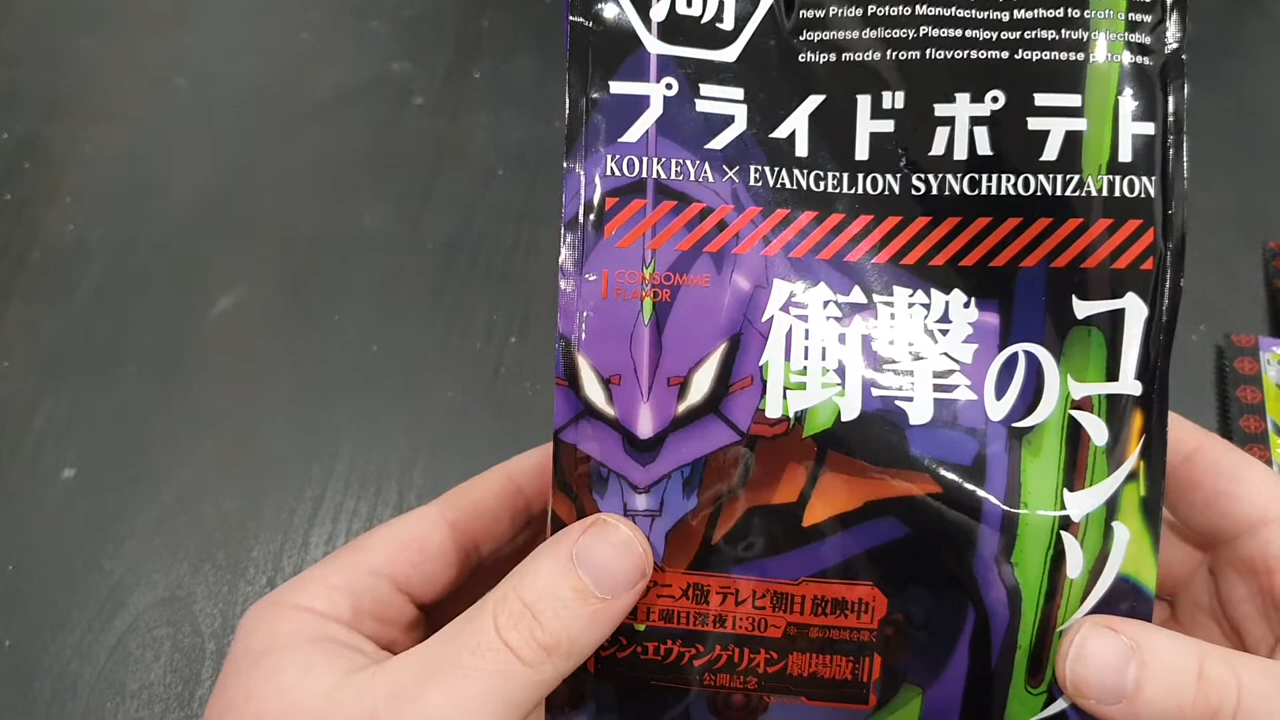 湖
new Pride Potato Manufacturing Method to craft a new
Japanese delicacy. Please enjoy our crisp, truly delectable
chips made from flavorsome Japanese potatoes.
プライドポテト
KOIKEYA × EVANGELION SYNCHRONIZATION
CONSOMME
FLAVOR
衝撃の
コンソ
アニメ版 テレビ朝日 放映中
土曜日深夜1:30~ ※一部の地域を除く
シン・エヴァンゲリオン劇場版:||
公開記念